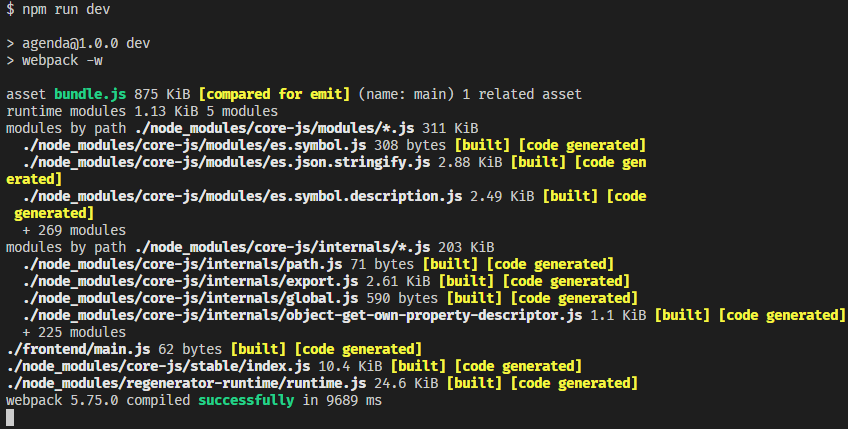 $ npm run dev
> agenda@1.0.0 dev
> webpack -w
asset bundle.js 875 KiB [compared for emit] (name: main) 1 related asset
runtime modules 1.13 KiB 5 modules
modules by path ./node_modules/core-js/modules/*.js 311 KiB
  ./node_modules/core-js/modules/es.symbol.js 308 bytes [built] [code generated]
  ./node_modules/core-js/modules/es.json.stringify.js 2.88 KiB [built] [code gen
erated]
  ./node_modules/core-js/modules/es.symbol.description.js 2.49 KiB [built] [code
 generated]
  + 269 modules
modules by path ./node_modules/core-js/internals/*.js 203 KiB
  ./node_modules/core-js/internals/path.js 71 bytes [built] [code generated]
  ./node_modules/core-js/internals/export.js 2.61 KiB [built] [code generated]
  ./node_modules/core-js/internals/global.js 590 bytes [built] [code generated]
  ./node_modules/core-js/internals/object-get-own-property-descriptor.js 1.1 KiB [built] [code generated]
  + 225 modules
./frontend/main.js 62 bytes [built] [code generated]
./node_modules/core-js/stable/index.js 10.4 KiB [built] [code generated]
./node_modules/regenerator-runtime/runtime.js 24.6 KiB [built] [code generated]
webpack 5.75.0 compiled successfully in 9689 ms